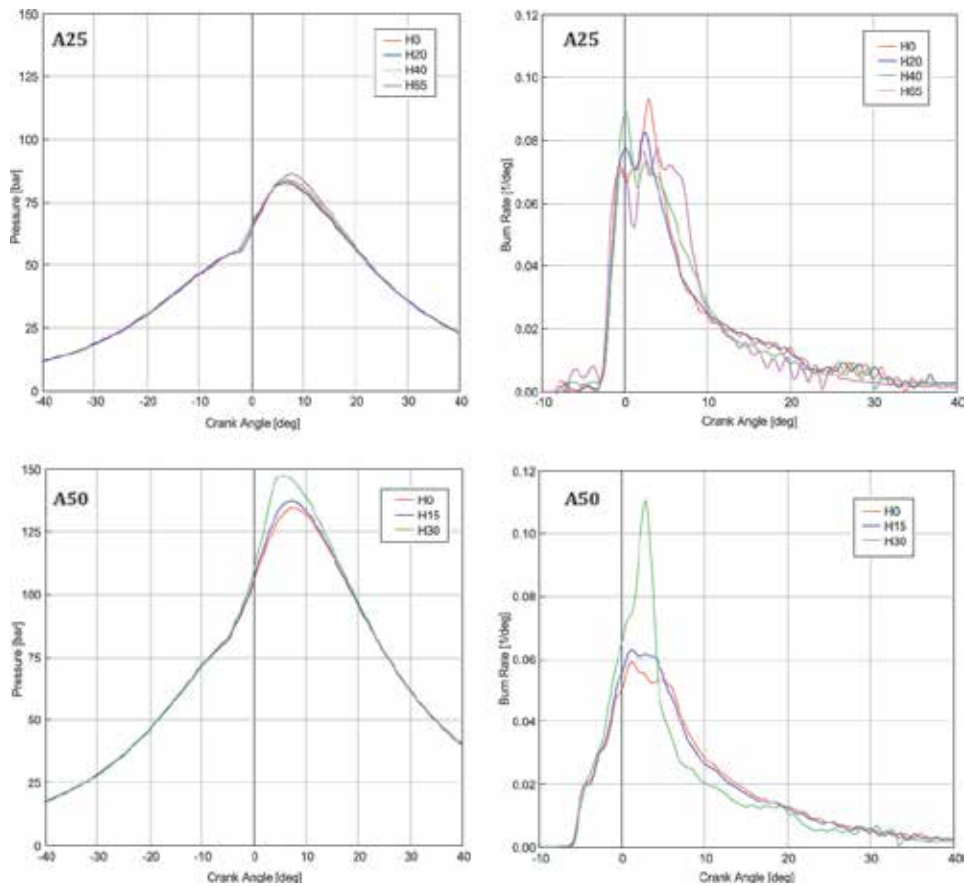 A25
H0
H20
H40
H65
Pressure [bar]
150
125
100
75
50
25
0
-40 -30 -20 -10 0 10 20 30 40
Crank Angle [deg]
A25
H0
H20
H40
H65
Burn Rate [1/deg]
0.12
0.10
0.08
0.06
0.04
0.02
0.00
-10 0 10 20 30 40
Crank Angle [deg]
A50
H0
H15
H30
Pressure [bar]
150
125
100
75
50
25
0
-40 -30 -20 -10 0 10 20 30 40
Crank Angle [deg]
A50
H0
H15
H30
Burn Rate [1/deg]
0.12
0.10
0.08
0.06
0.04
0.02
0.00
-10 0 10 20 30 40
Crank Angle [deg]